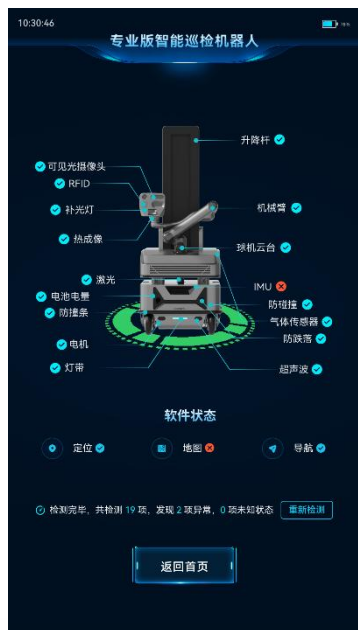 10:30:46
专业版智能巡检机器人
升降杆
可见光摄像头
RFID
补光灯
机械臂
热成像
球机云台
激光
IMU
电池电量
防碰撞
防撞条
气体传感器
电机
防跌落
灯带
超声波
软件状态
定位
地图
导航
检测完毕，共检测 19 项，发现 2 项异常，0 项未知状态
重新检测
返回首页